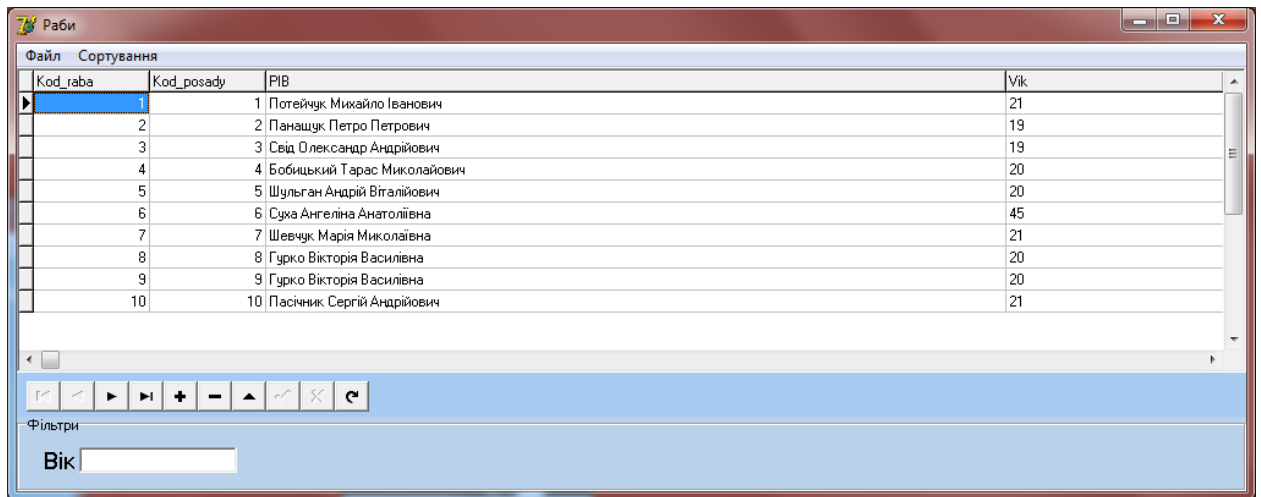 Раби
Файл Сортування
Kod_raba Kod_posady PIB Vik
1 1 Потейчук Михайло Іванович 21
2 2 Панащук Петро Петрович 19
3 3 Свід Олександр Андрійович 19
4 4 Бобицький Тарас Миколайович 20
5 5 Шульган Андрій Віталійович 20
6 6 Суха Ангеліна Анатоліївна 45
7 7 Шевчук Марія Миколаївна 21
8 8 Гурко Вікторія Василівна 20
9 9 Гурко Вікторія Василівна 20
10 10 Пасічник Сергій Андрійович 21
Фільтри
Вік